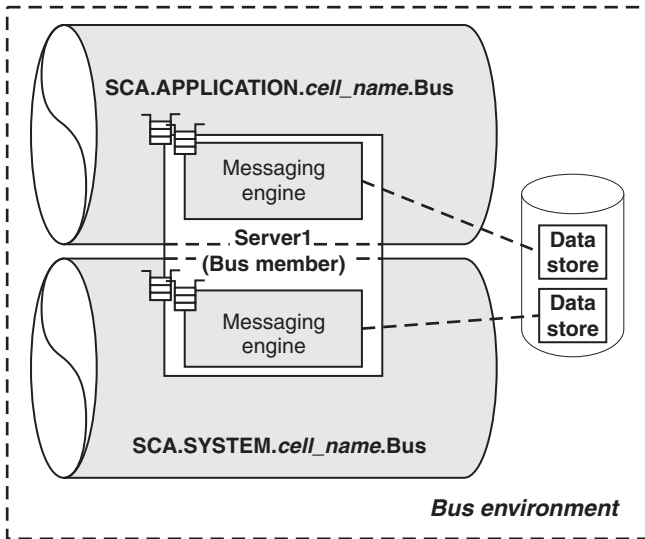 SCA.APPLICATION.cell_name.Bus
Messaging
engine
Server1
(Bus member)
Data
store
Data
store
Messaging
engine
SCA.SYSTEM.cell_name.Bus
Bus environment